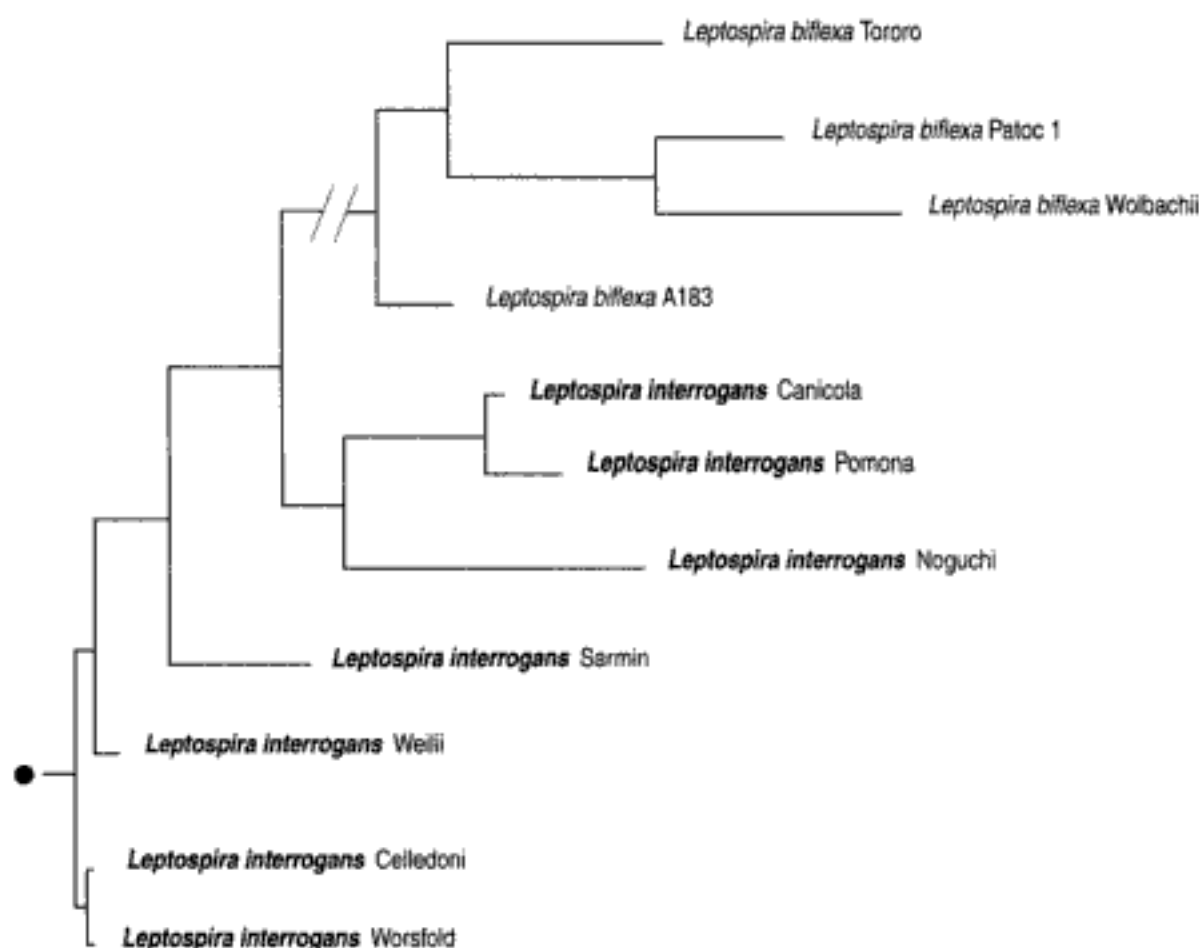 Leptospira biflexa Tororo
Leptospira biflexa Patoc 1
Leptospira biflexa Wolbachii
Leptospira biflexa A183
Leptospira interrogans Canicola
Leptospira interrogans Pomona
Leptospira interrogans Noguchi
Leptospira interrogans Sarmin
Leptospira interrogans Weilii
Leptospira interrogans Celledoni
Leptospira interrogans Worsfold